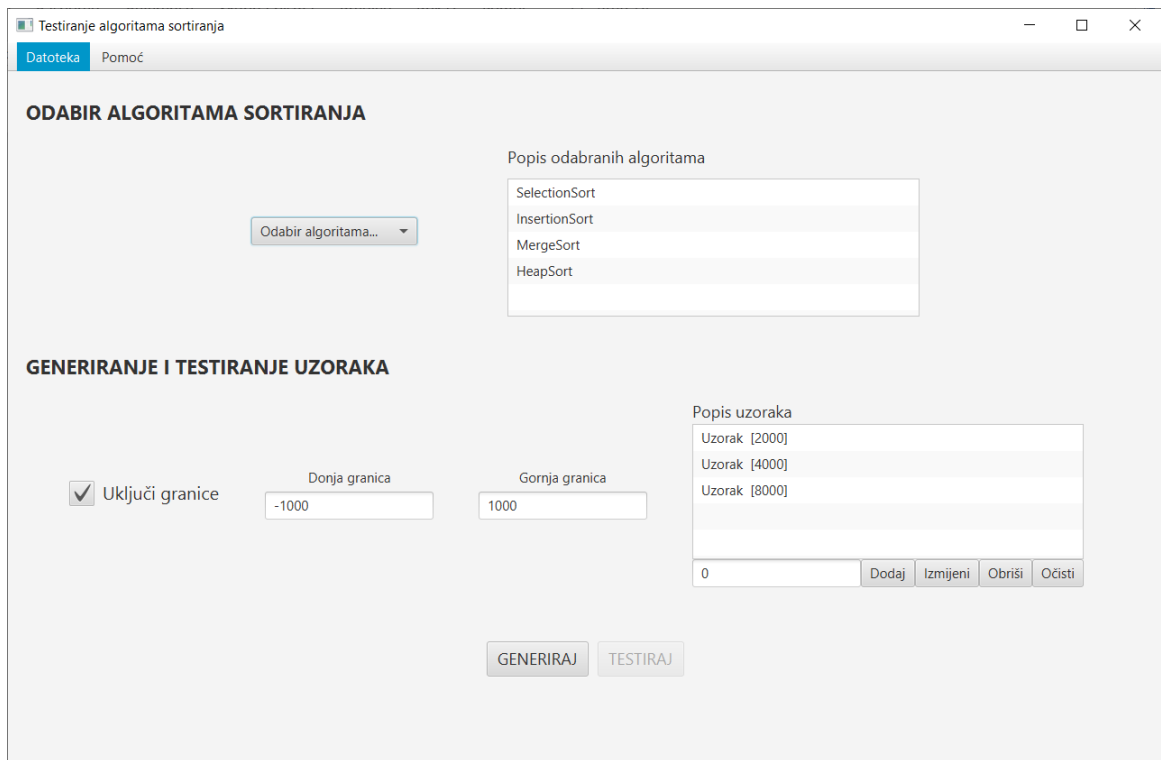 Testiranje algoritama sortiranja
Datoteka Pomoć
ODABIR ALGORITAMA SORTIRANJA
Popis odabranih algoritama
SelectionSort
Odabir algoritama...
InsertionSort
MergeSort
HeapSort
GENERIRANJE I TESTIRANJE UZORAKA
Popis uzoraka
Uzorak [2000]
Uzorak [4000]
Uzorak [8000]
Uključi granice
Donja granica
-1000
Gornja granica
1000
0
Dodaj Izmijeni Obriši Očisti
GENERIRAJ TESTIRAJ